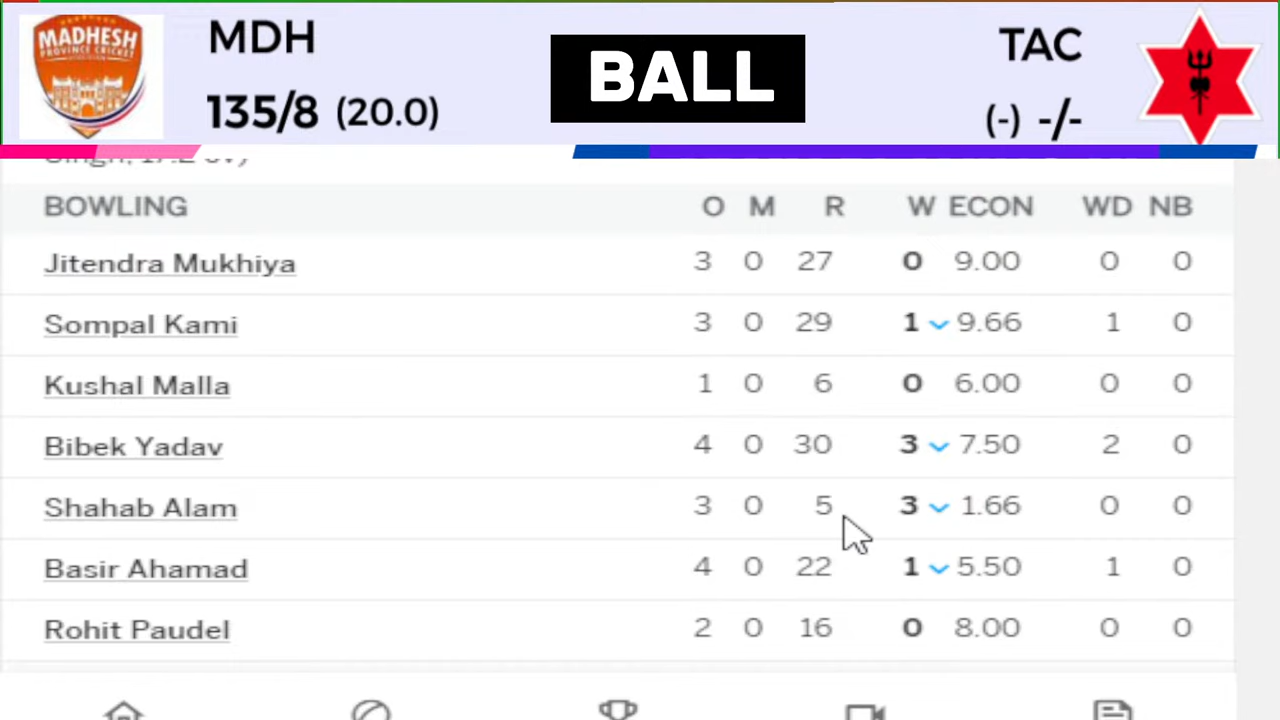 MADHESH
PROVINCE CRICKET
MDH
135/8 (20.0)
BALL
TAC
(-) -/-
BOWLING O M R W ECON WD NB
Jitendra Mukhiya 3 0 27 0 9.00 0 0
Sompal Kami 3 0 29 1 9.66 1 0
Kushal Malla 1 0 6 0 6.00 0 0
Bibek Yadav 4 0 30 3 7.50 2 0
Shahab Alam 3 0 5 3 1.66 0 0
Basir Ahamad 4 0 22 1 5.50 1 0
Rohit Paudel 2 0 16 0 8.00 0 0